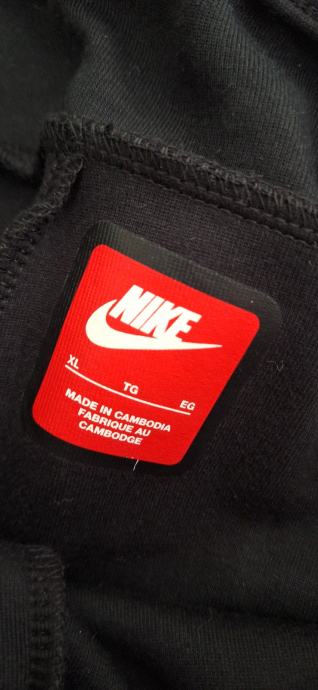 NIKE
XL TG EG
MADE IN CAMBODIA
FABRIQUE AU
CAMBODGE